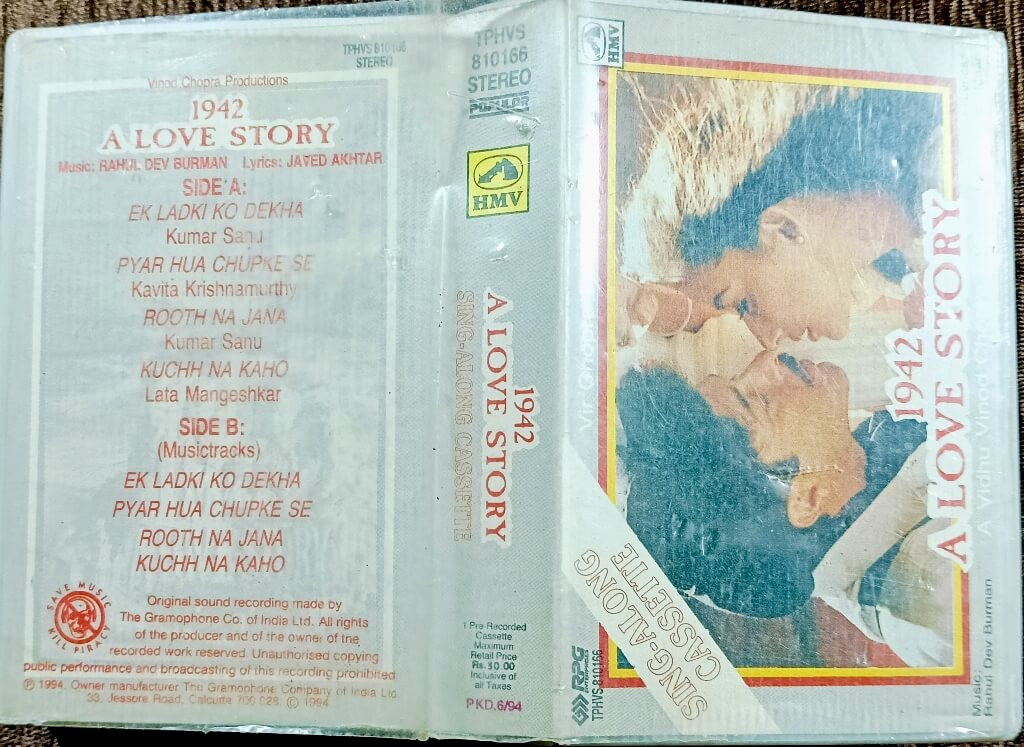 TPHVS 810166
STEREO
Vinod Chopra Productions
1942
A LOVE STORY
Music: RAHUL DEV BURMAN Lyrics: JAVED AKHTAR
SIDE A:
EK LADKI KO DEKHA
Kumar Sanu
PYAR HUA CHUPKE SE
Kavita Krishnamurthy
ROOTH NA JANA
Kumar Sanu
KUCHH NA KAHO
Lata Mangeshkar
SIDE B:
(Musictracks)
EK LADKI KO DEKHA
PYAR HUA CHUPKE SE
ROOTH NA JANA
KUCHH NA KAHO
SAVE MUSIC
KILL PIRACY
Original sound recording made by
The Gramophone Co. of India Ltd. All rights
of the producer and of the owner of the
recorded work reserved. Unauthorised copying
public performance and broadcasting of this recording prohibited
℗ 1994. Owner manufacturer The Gramophone Company of India Ltd
33, Jessore Road, Calcutta 700 028. © 1994
TPHVS
810166
STEREO
POPULAR
HMV
1942
A LOVE STORY
SING-ALONG CASSETTE
1 Pre-Recorded
Cassette
Maximum
Retail Price
Rs.30.00
Inclusive of
all Taxes
PKD.6/94
HMV
1942
A LOVE STORY
A Vidhu Vinod
SING-ALONG
CASSETTE
RPG
TPHVS-810166
Music:
Rahul Dev Burman